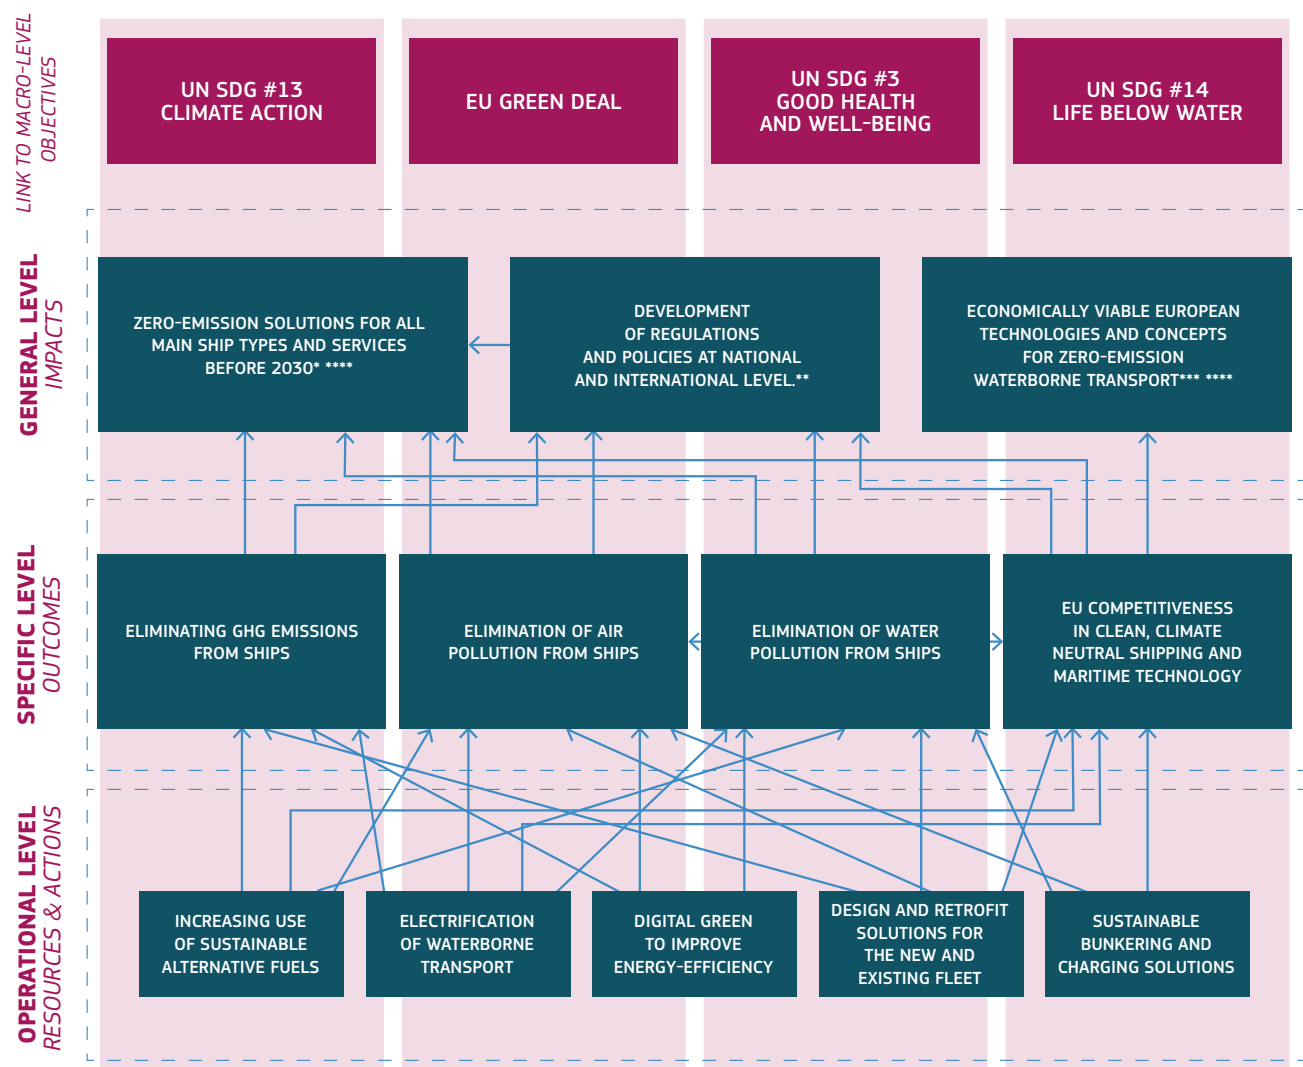 LINK TO MACRO-LEVEL
OBJECTIVES
UN SDG #13
CLIMATE ACTION
EU GREEN DEAL
UN SDG #3
GOOD HEALTH
AND WELL-BEING
UN SDG #14
LIFE BELOW WATER
GENERAL LEVEL
IMPACTS
ZERO-EMISSION SOLUTIONS FOR ALL
MAIN SHIP TYPES AND SERVICES
BEFORE 2030* ****
DEVELOPMENT
OF REGULATIONS
AND POLICIES AT NATIONAL
AND INTERNATIONAL LEVEL.**
ECONOMICALLY VIABLE EUROPEAN
TECHNOLOGIES AND CONCEPTS
FOR ZERO-EMISSION
WATERBORNE TRANSPORT*** ****
SPECIFIC LEVEL
OUTCOMES
ELIMINATING GHG EMISSIONS
FROM SHIPS
ELIMINATION OF AIR
POLLUTION FROM SHIPS
ELIMINATION OF WATER
POLLUTION FROM SHIPS
EU COMPETITIVENESS
IN CLEAN, CLIMATE
NEUTRAL SHIPPING AND
MARITIME TECHNOLOGY
OPERATIONAL LEVEL
RESOURCES & ACTIONS
INCREASING USE
OF SUSTAINABLE
ALTERNATIVE FUELS
ELECTRIFICATION
OF WATERBORNE
TRANSPORT
DIGITAL GREEN
TO IMPROVE
ENERGY-EFFICIENCY
DESIGN AND RETROFIT
SOLUTIONS FOR
THE NEW AND
EXISTING FLEET
SUSTAINABLE
BUNKERING AND
CHARGING SOLUTIONS